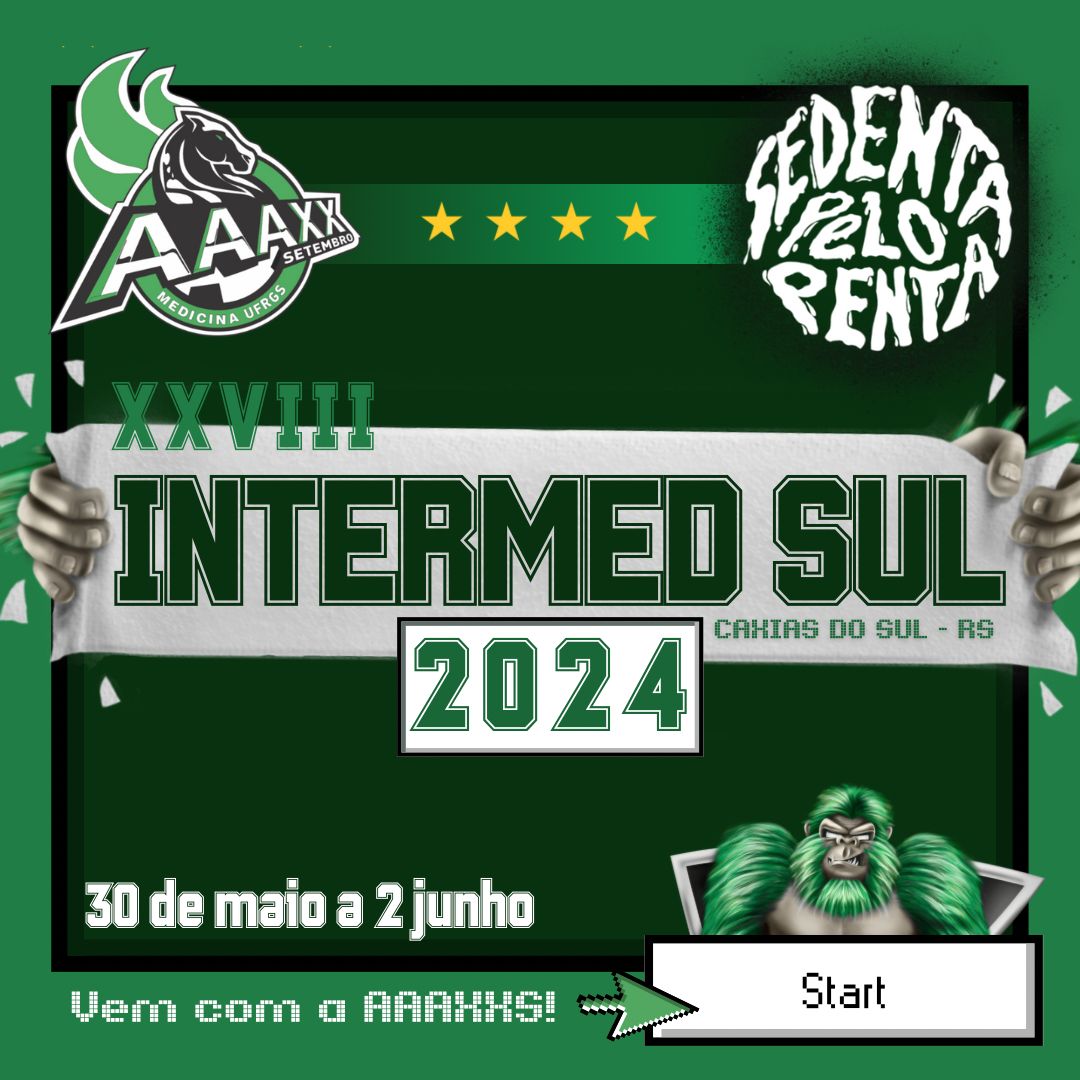 AAAXX
SETEMBRO
MEDICINA UFRGS
SEDENTA
PELO
PENTA
XXVIII
INTERMED SUL
CAXIAS DO SUL - RS
2024
30 de maio a 2 junho
Vem com a AAAXXS!
Start